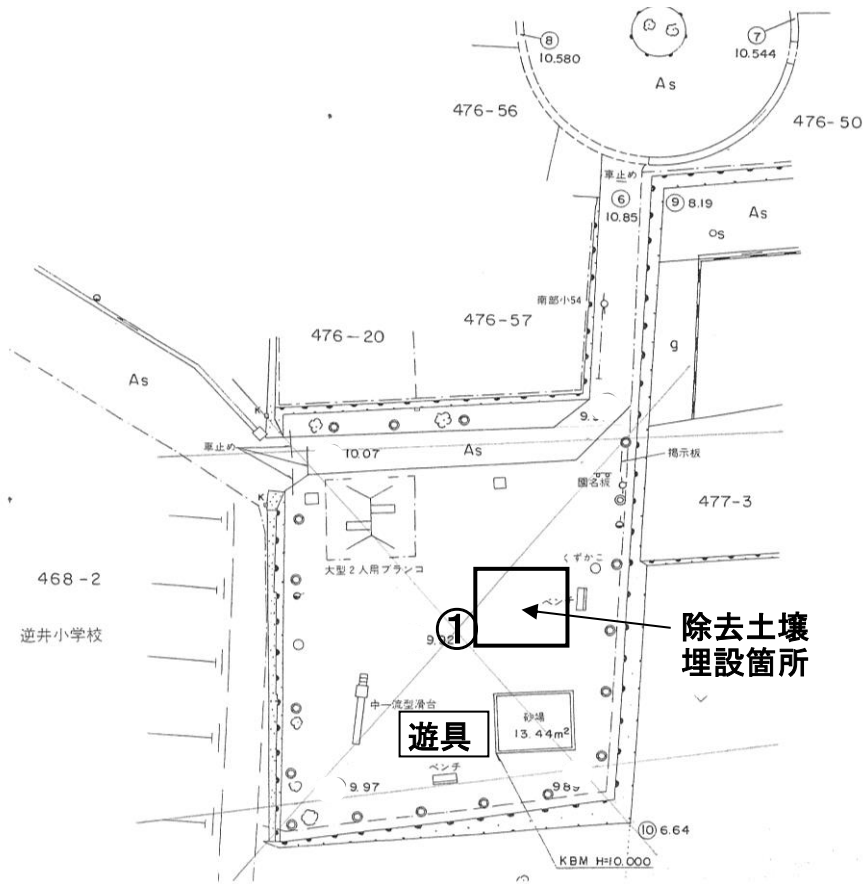 ⑧
10.580
⑦
10.544
As
476-56
476-50
車止め
⑥
10.85
⑨ 8.19
As
S
南部小54
476-20
476-57
g
As
K
車止め
10.07
As
掲示板
園名板
K
477-3
大型2人用ブランコ
くずかご
468-2
ベンチ
逆井小学校
①
除去土壌
埋設箇所
中一流型滑台
遊具
砂場
13.44m²
ベンチ
9.97
9.89
⑩ 6.64
KBM H=10.000